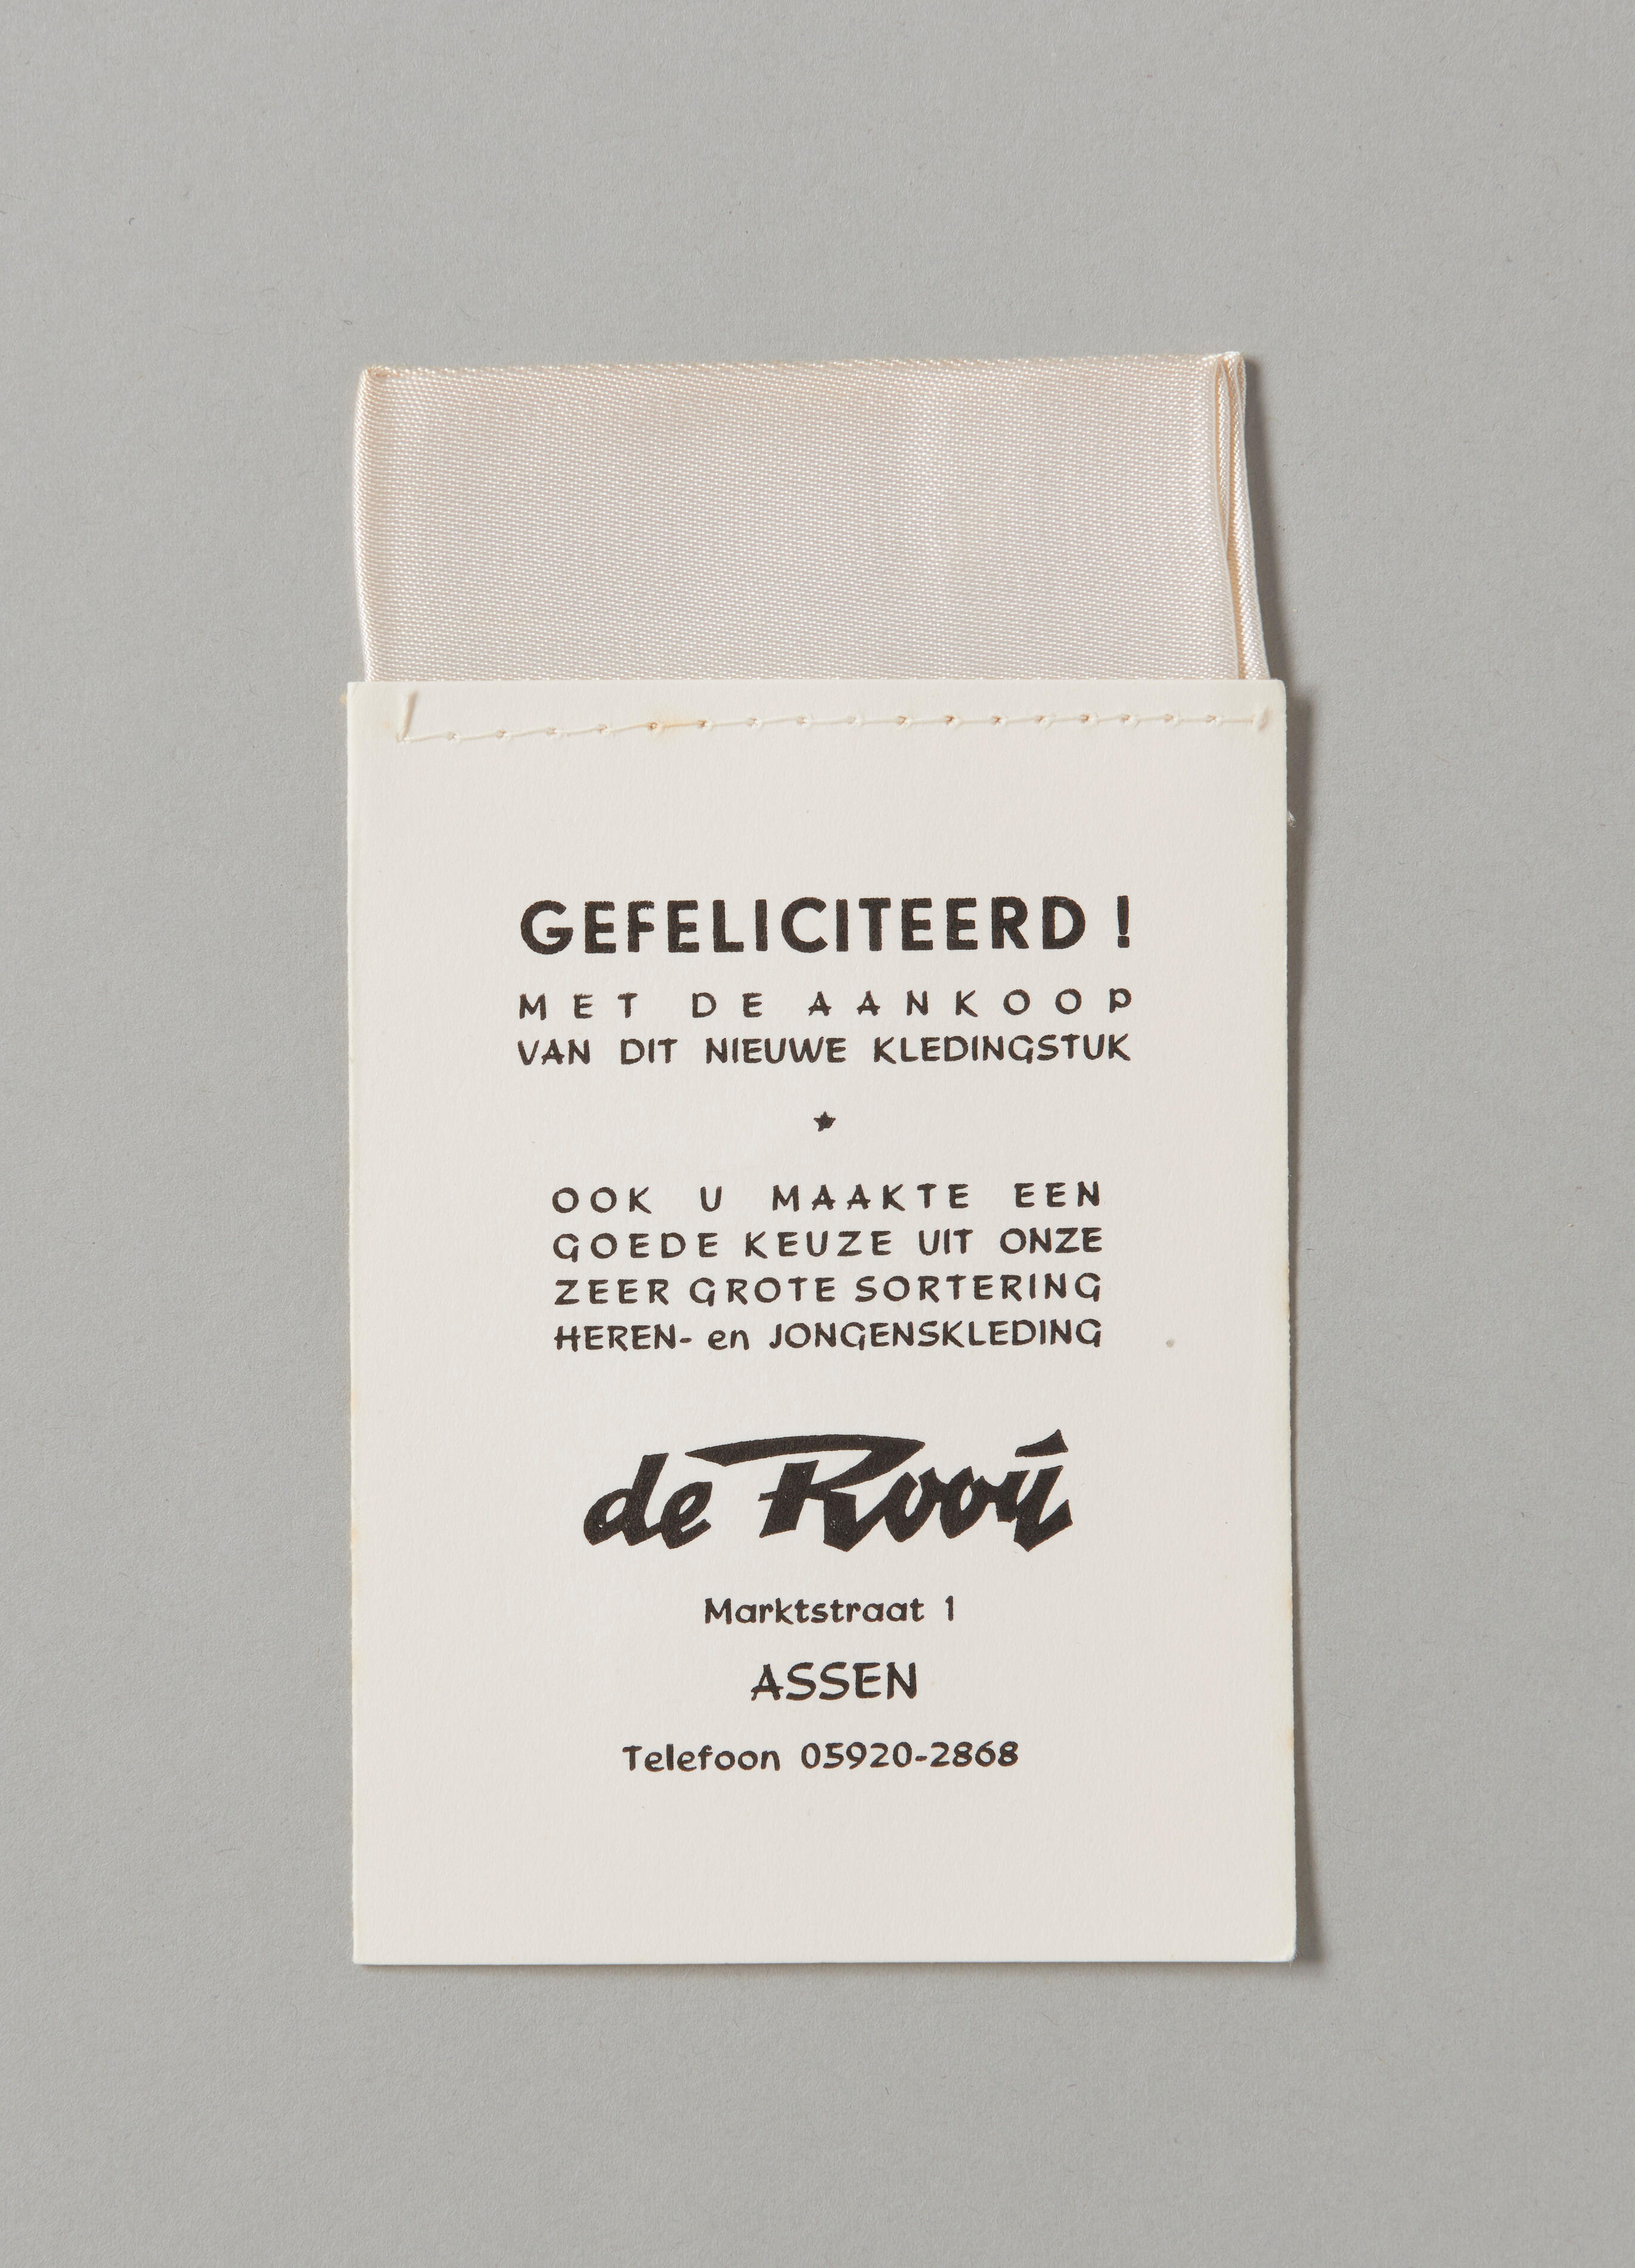 GEFELICITEERD !
MET DE AANKOOP
VAN DIT NIEUWE KLEDINGSTUK
★
OOK U MAAKTE EEN
GOEDE KEUZE UIT ONZE
ZEER GROTE SORTERING
HEREN- en JONGENSKLEDING
de Rooij
Marktstraat 1
ASSEN
Telefoon 05920-2868